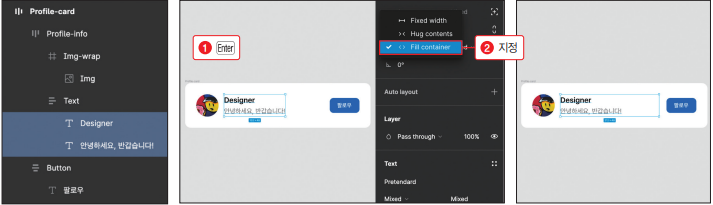 Profile-card
Profile-info
Img-wrap
Img
Text
Designer
안녕하세요, 반갑습니다!
Button
팔로우
1 Enter
Designer
안녕하세요, 반갑습니다!
팔로우
Fixed width
Hug contents
Fill container
2 지정
0°
Auto layout
Layer
Pass through
100%
Text
Pretendard
Mixed
Mixed
Designer
안녕하세요, 반갑습니다!
팔로우